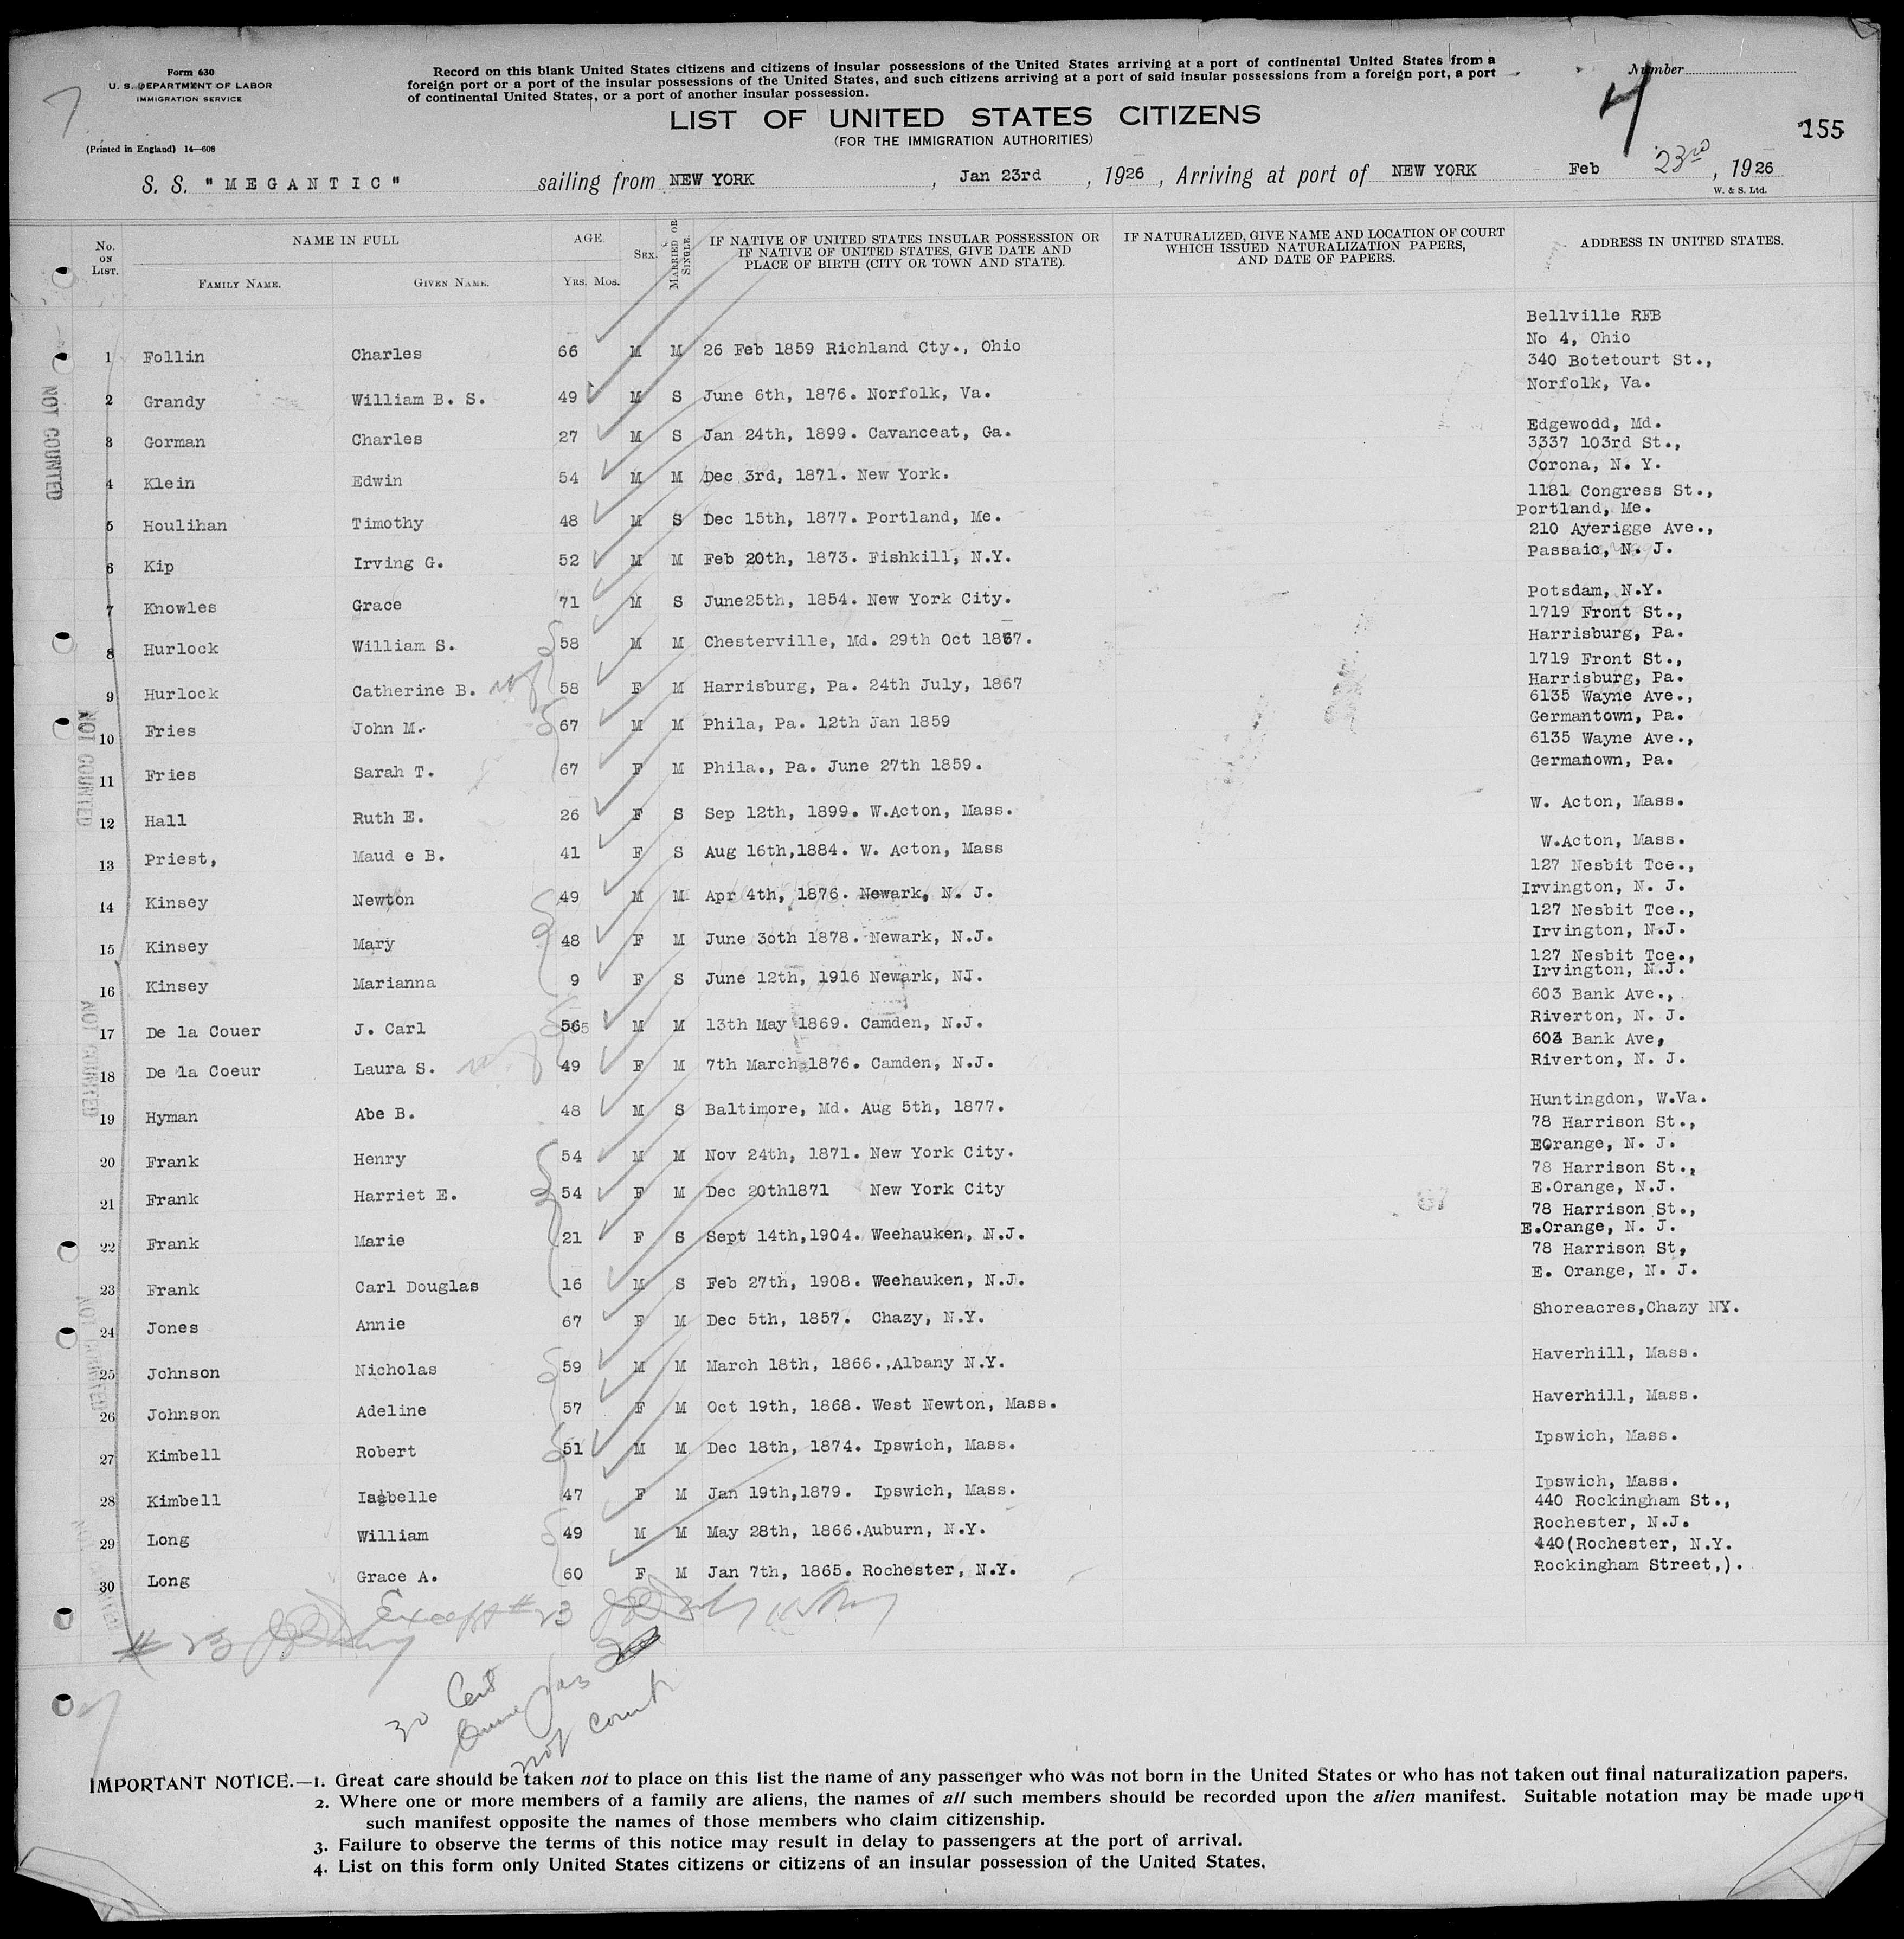 Form 630
U. S. DEPARTMENT OF LABOR
IMMIGRATION SERVICE
(Printed in England) 14—608
Record on this blank United States citizens and citizens of insular possessions of the United States arriving at a port of continental United States from a
foreign port or a port of the insular possessions of the United States, and such citizens arriving at a port of said insular possessions from a foreign port, a port
of continental United States, or a port of another insular possession.
Number
4
155
LIST OF UNITED STATES CITIZENS
(FOR THE IMMIGRATION AUTHORITIES)
S. S. "MEGANTIC" sailing from NEW YORK, Jan 23rd, 1926, Arriving at port of NEW YORK Feb 23rd, 1926
W. & S. Ltd.
No. ON LIST. NAME IN FULL FAMILY NAME. GIVEN NAME. AGE YRS. MOS. SEX. MARRIED OR SINGLE. IF NATIVE OF UNITED STATES INSULAR POSSESSION OR IF NATIVE OF UNITED STATES, GIVE DATE AND PLACE OF BIRTH (CITY OR TOWN AND STATE). IF NATURALIZED, GIVE NAME AND LOCATION OF COURT WHICH ISSUED NATURALIZATION PAPERS, AND DATE OF PAPERS. ADDRESS IN UNITED STATES.
Bellville RFB
No 4, Ohio
1 Follin Charles 66 M M 26 Feb 1859 Richland Cty., Ohio
340 Botetourt St.,
Norfolk, Va.
2 Grandy William B. S. 49 M S June 6th, 1876. Norfolk, Va.
3 Gorman Charles 27 M S Jan 24th, 1899. Cavanceat, Ga. Edgewodd, Md.
3337 103rd St.,
Corona, N. Y.
4 Klein Edwin 54 M M Dec 3rd, 1871. New York.
1181 Congress St.,
Portland, Me.
5 Houlihan Timothy 48 M S Dec 15th, 1877. Portland, Me.
210 Ayerigge Ave.,
Passaic, N. J.
6 Kip Irving G. 52 M M Feb 20th, 1873. Fishkill, N.Y.
7 Knowles Grace 71 M S June25th, 1854. New York City. Potsdam, N.Y.
1719 Front St.,
Harrisburg, Pa.
8 Hurlock William S. 58 M M Chesterville, Md. 29th Oct 1867.
1719 Front St.,
Harrisburg, Pa.
9 Hurlock Catherine B. 58 F M Harrisburg, Pa. 24th July, 1867
6135 Wayne Ave.,
Germantown, Pa.
10 Fries John M. 67 M M Phila, Pa. 12th Jan 1859
6135 Wayne Ave.,
Germanown, Pa.
11 Fries Sarah T. 67 F M Phila., Pa. June 27th 1859.
12 Hall Ruth E. 26 F S Sep 12th, 1899. W.Acton, Mass. W. Acton, Mass.
13 Priest, Maud e B. 41 F S Aug 16th,1884. W. Acton, Mass W.Acton, Mass.
127 Nesbit Tce.,
Irvington, N. J.
14 Kinsey Newton 49 M M Apr 4th, 1876. Newark, N. J.
127 Nesbit Tce.,
Irvington, N.J.
15 Kinsey Mary 48 F M June 3oth 1878. Newark, N.J.
127 Nesbit Tce.,
Irvington, N.J.
16 Kinsey Marianna 9 F S June 12th, 1916 Newark, NJ.
603 Bank Ave.,
Riverton, N. J.
17 De la Couer J. Carl 56 M M 13th May 1869. Camden, N.J.
603 Bank Ave,
Riverton, N. J.
18 De la Coeur Laura S. 49 F M 7th March 1876. Camden, N.J.
19 Hyman Abe B. 48 M S Baltimore, Md. Aug 5th, 1877. Huntingdon, W.Va.
78 Harrison St.,
EOrange, N. J.
20 Frank Henry 54 M M Nov 24th, 1871. New York City.
78 Harrison St.,
E.Orange, N.J.
21 Frank Harriet E. 54 F M Dec 20th1871 New York City
78 Harrison St.,
E.Orange, N. J.
22 Frank Marie 21 F S Sept 14th,1904. Weehauken, N.J.
78 Harrison St,
E. Orange, N. J.
23 Frank Carl Douglas 16 M S Feb 27th, 1908. Weehauken, N.J.
24 Jones Annie 67 F M Dec 5th, 1857. Chazy, N.Y. Shoreacres,Chazy NY.
25 Johnson Nicholas 59 M M March 18th, 1866.,Albany N.Y. Haverhill, Mass.
26 Johnson Adeline 57 F M Oct 19th, 1868. West Newton, Mass. Haverhill, Mass.
27 Kimbell Robert 51 M M Dec 18th, 1874. Ipswich, Mass. Ipswich, Mass.
28 Kimbell Isabelle 47 F M Jan 19th,1879. Ipswich, Mass. Ipswich, Mass.
440 Rockingham St.,
Rochester, N.J.
29 Long William 49 M M May 28th, 1866.Auburn, N.Y.
440(Rochester, N.Y.
Rockingham Street,).
30 Long Grace A. 60 F M Jan 7th, 1865. Rochester, N.Y.
NOT COUNTED
NOT COUNTED
NOT COUNTED
NOT COUNTED
67
Except # 23
# 23
30 Cert
not count
IMPORTANT NOTICE.—1. Great care should be taken not to place on this list the name of any passenger who was not born in the United States or who has not taken out final naturalization papers.
2. Where one or more members of a family are aliens, the names of all such members should be recorded upon the alien manifest. Suitable notation may be made upon
such manifest opposite the names of those members who claim citizenship.
3. Failure to observe the terms of this notice may result in delay to passengers at the port of arrival.
4. List on this form only United States citizens or citizens of an insular possession of the United States.